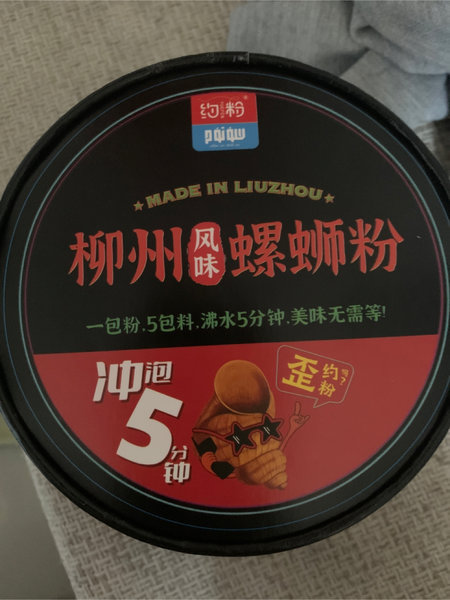 约粉
★ MADE IN LIUZHOU ★
柳州风味螺蛳粉
一包粉.5包料.沸水5分钟.美味无需等!
冲泡
5分钟
歪
约粉吗?